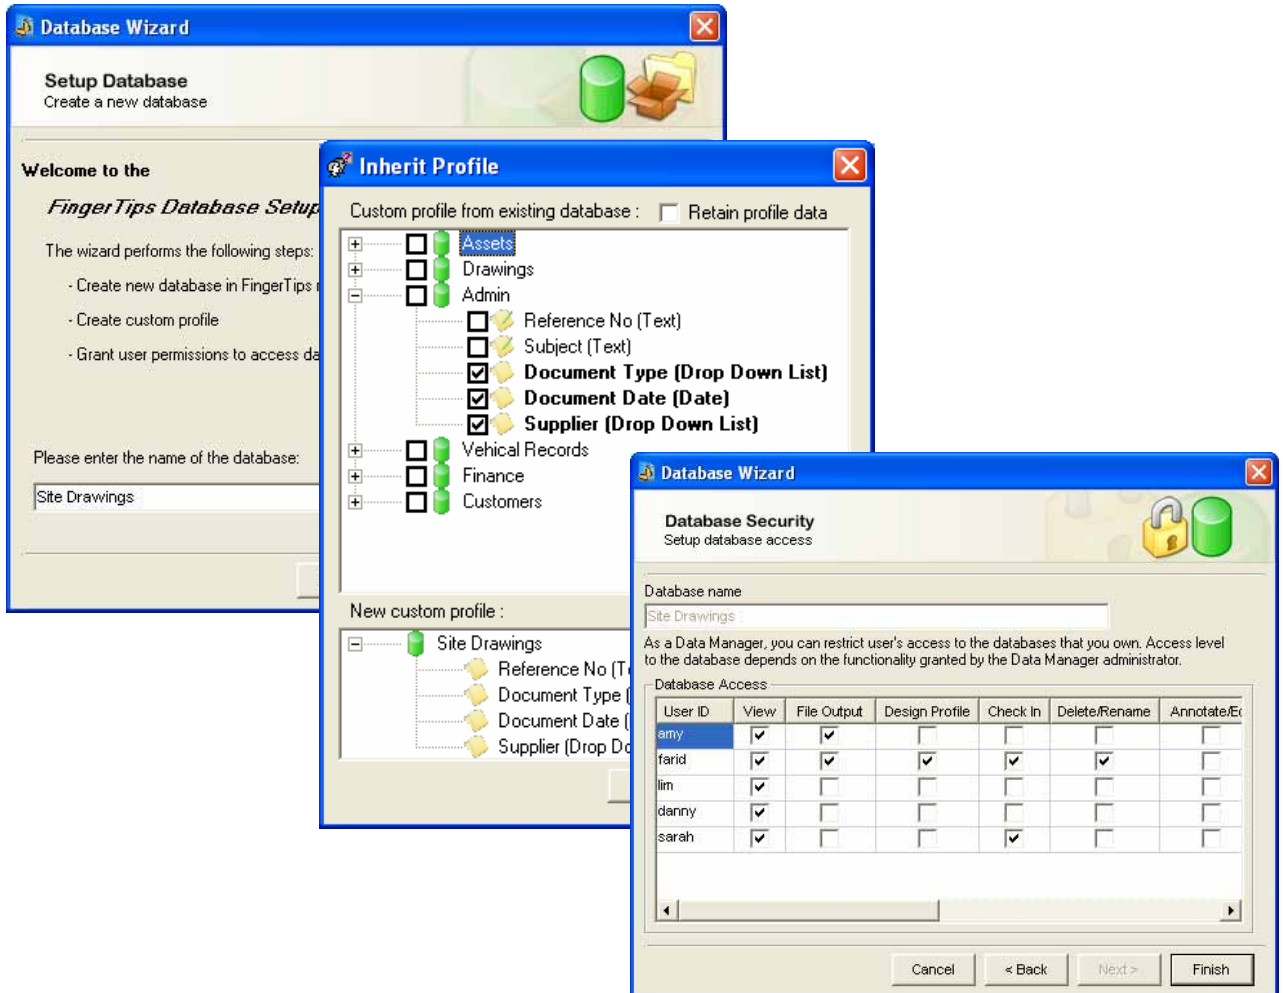 Database Wizard
Setup Database
Create a new database
Welcome to the
FingerTips Database Setup
The wizard performs the following steps:
- Create new database in FingerTips
- Create custom profile
- Grant user permissions to access
Please enter the name of the database:
Site Drawings
Inherit Profile
Custom profile from existing database : Retain profile data
Assets
Drawings
Admin
Reference No (Text)
Subject (Text)
Document Type (Drop Down List)
Document Date (Date)
Supplier (Drop Down List)
Vehical Records
Finance
Customers
New custom profile :
Site Drawings
Reference No
Document Type
Document Date
Supplier (Drop
Database Wizard
Database Security
Setup database access
Database name
Site Drawings
As a Data Manager, you can restrict user's access to the databases that you own. Access level
to the database depends on the functionality granted by the Data Manager administrator.
Database Access
User ID View File Output Design Profile Check In Delete/Rename Annotate/
amy
farid
lim
danny
sarah
Cancel < Back Next > Finish